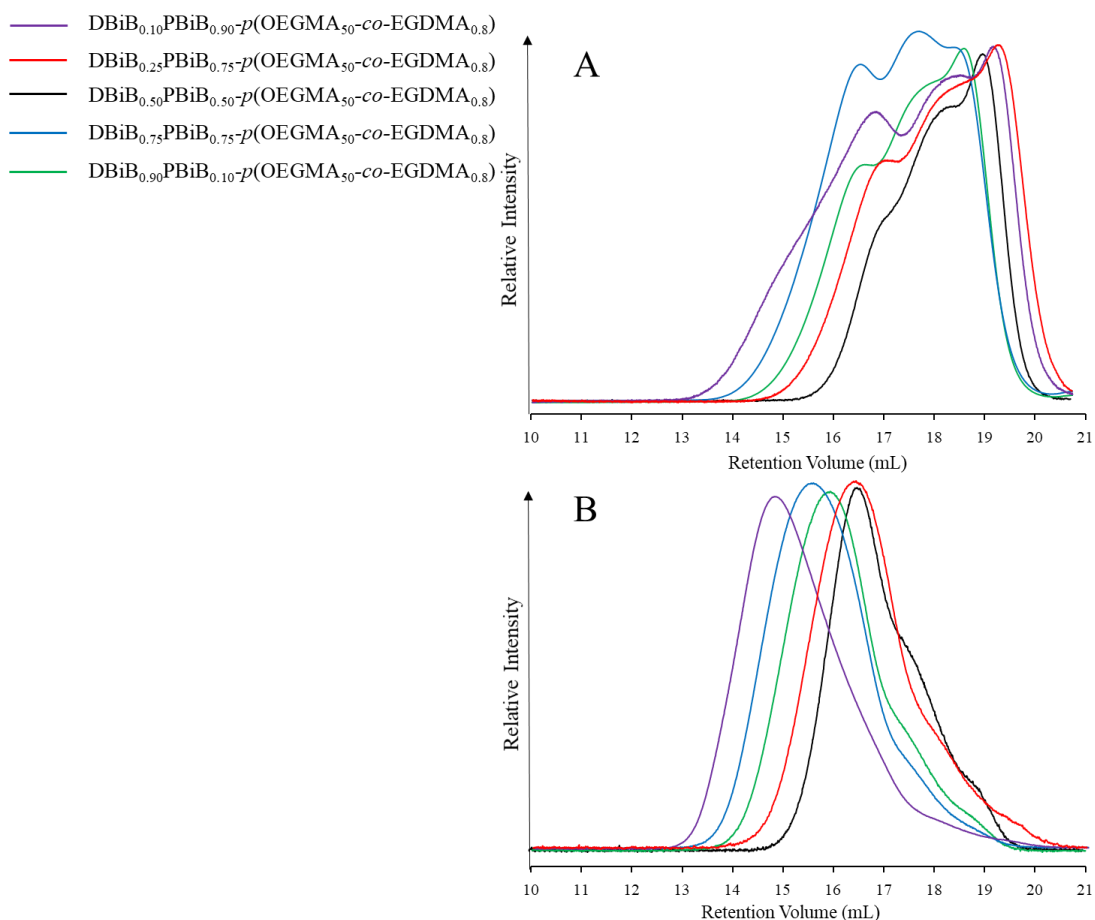 DBiB0.10PBiB0.90-p(OEGMA50-co-EGDMA0.8)
DBiB0.25PBiB0.75-p(OEGMA50-co-EGDMA0.8)
DBiB0.50PBiB0.50-p(OEGMA50-co-EGDMA0.8)
DBiB0.75PBiB0.75-p(OEGMA50-co-EGDMA0.8)
DBiB0.90PBiB0.10-p(OEGMA50-co-EGDMA0.8)
A
Relative Intensity
10 11 12 13 14 15 16 17 18 19 20 21
Retention Volume (mL)
B
Relative Intensity
10 11 12 13 14 15 16 17 18 19 20 21
Retention Volume (mL)